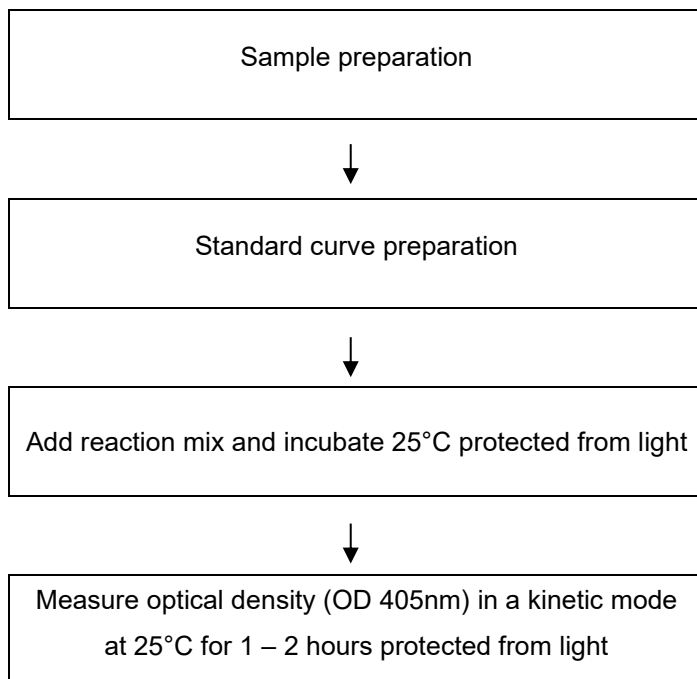 Sample preparation
Standard curve preparation
Add reaction mix and incubate 25°C protected from light
Measure optical density (OD 405nm) in a kinetic mode
at 25°C for 1 – 2 hours protected from light